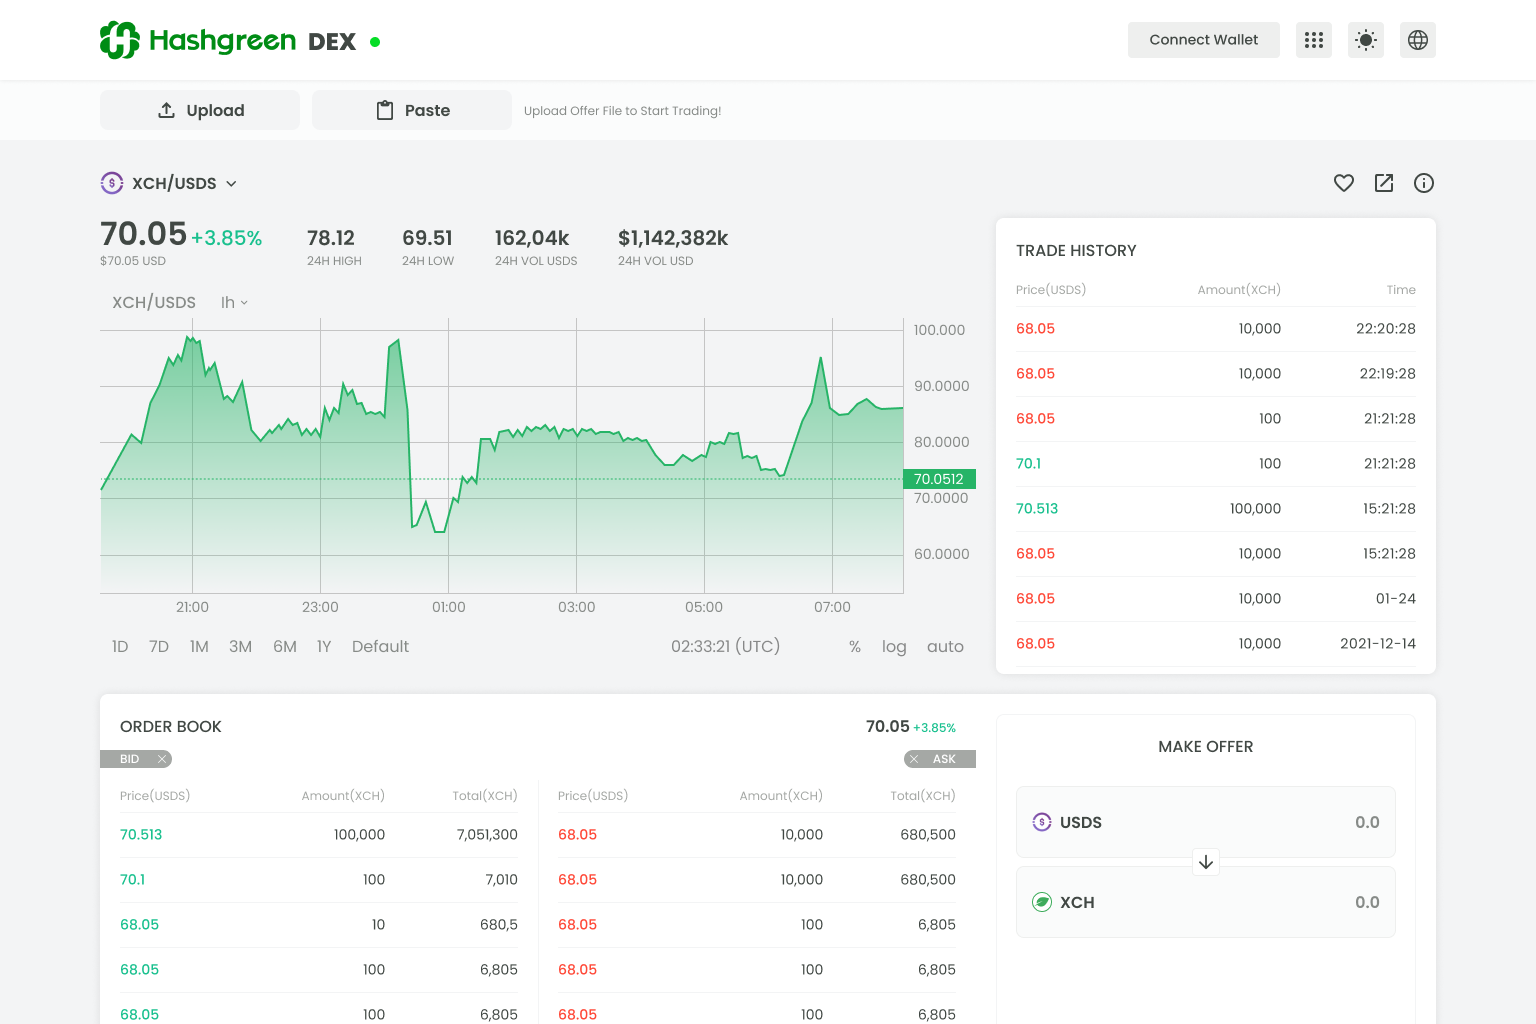 Hashgreen DEX
Connect Wallet
Upload
Paste
Upload Offer File to Start Trading!
XCH/USDS
70.05 +3.85%
$70.05 USD
78.12
24H HIGH
69.51
24H LOW
162,04k
24H VOL USDS
$1,142,382k
24H VOL USD
XCH/USDS 1h
100.000
90.0000
80.0000
70.0512
70.0000
60.0000
21:00 23:00 01:00 03:00 05:00 07:00
1D 7D 1M 3M 6M 1Y Default 02:33:21 (UTC) % log auto
TRADE HISTORY
Price(USDS) Amount(XCH) Time
68.05 10,000 22:20:28
68.05 10,000 22:19:28
68.05 100 21:21:28
70.1 100 21:21:28
70.513 100,000 15:21:28
68.05 10,000 15:21:28
68.05 10,000 01-24
68.05 10,000 2021-12-14
ORDER BOOK 70.05 +3.85%
BID ASK
Price(USDS) Amount(XCH) Total(XCH) Price(USDS) Amount(XCH) Total(XCH)
70.513 100,000 7,051,300 68.05 10,000 680,500
70.1 100 7,010 68.05 10,000 680,500
68.05 10 680,5 68.05 100 6,805
68.05 100 6,805 68.05 100 6,805
68.05 100 6,805 68.05 100 6,805
MAKE OFFER
USDS 0.0
XCH 0.0